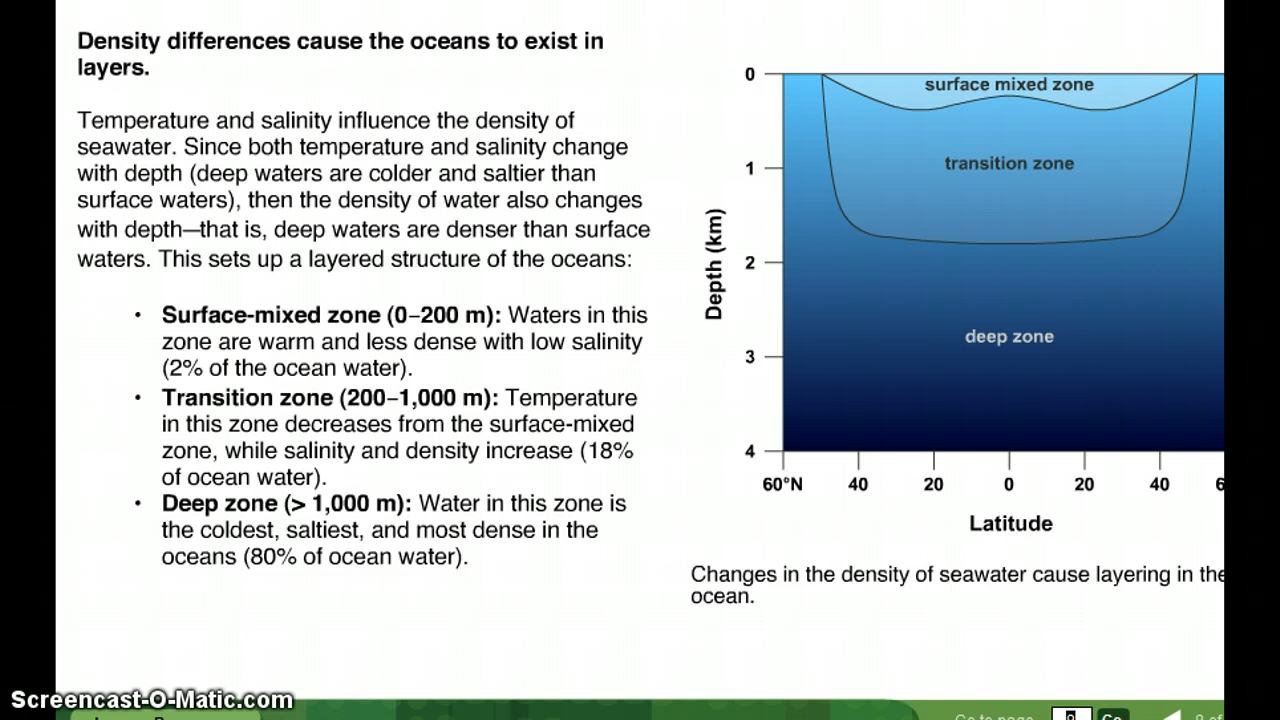 Density differences cause the oceans to exist in
layers.
Temperature and salinity influence the density of
seawater. Since both temperature and salinity change
with depth (deep waters are colder and saltier than
surface waters), then the density of water also changes
with depth—that is, deep waters are denser than surface
waters. This sets up a layered structure of the oceans:
• Surface-mixed zone (0–200 m): Waters in this
zone are warm and less dense with low salinity
(2% of the ocean water).
• Transition zone (200–1,000 m): Temperature
in this zone decreases from the surface-mixed
zone, while salinity and density increase (18%
of ocean water).
• Deep zone (> 1,000 m): Water in this zone is
the coldest, saltiest, and most dense in the
oceans (80% of ocean water).
0
surface mixed zone
1
transition zone
Depth (km)
2
deep zone
3
4
60°N 40 20 0 20 40 6
Latitude
Changes in the density of seawater cause layering in the
ocean.
Screencast-O-Matic.com
Go to page
Go